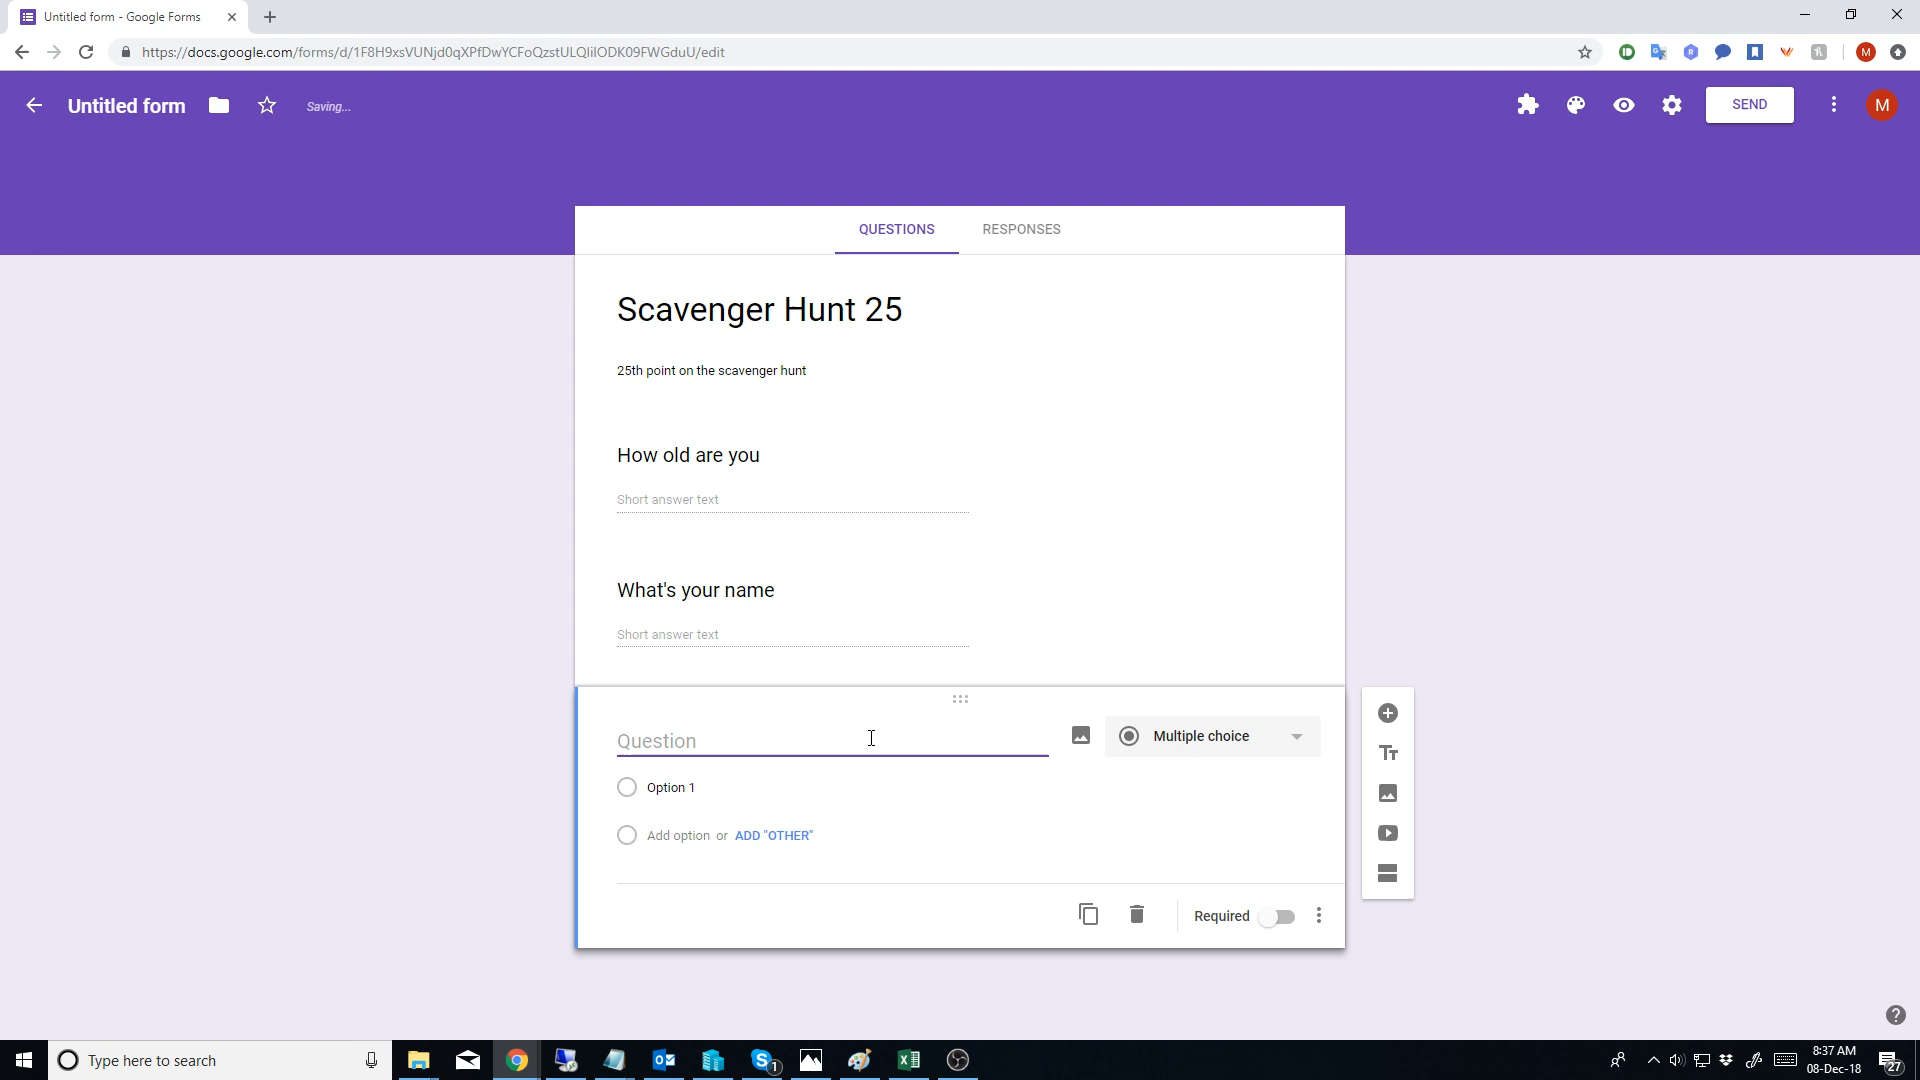 Untitled form - Google Forms
https://docs.google.com/forms/d/1F8H9xsVUNjd0qXPfDwYCFoQzstULQliIODK09FWGduU/edit
M
Untitled form
Saving...
SEND
M
QUESTIONS
RESPONSES
Scavenger Hunt 25
25th point on the scavenger hunt
How old are you
Short answer text
What's your name
Short answer text
Question
Multiple choice
Option 1
Add option or ADD "OTHER"
Required
Type here to search
1
8:37 AM
08-Dec-18
27